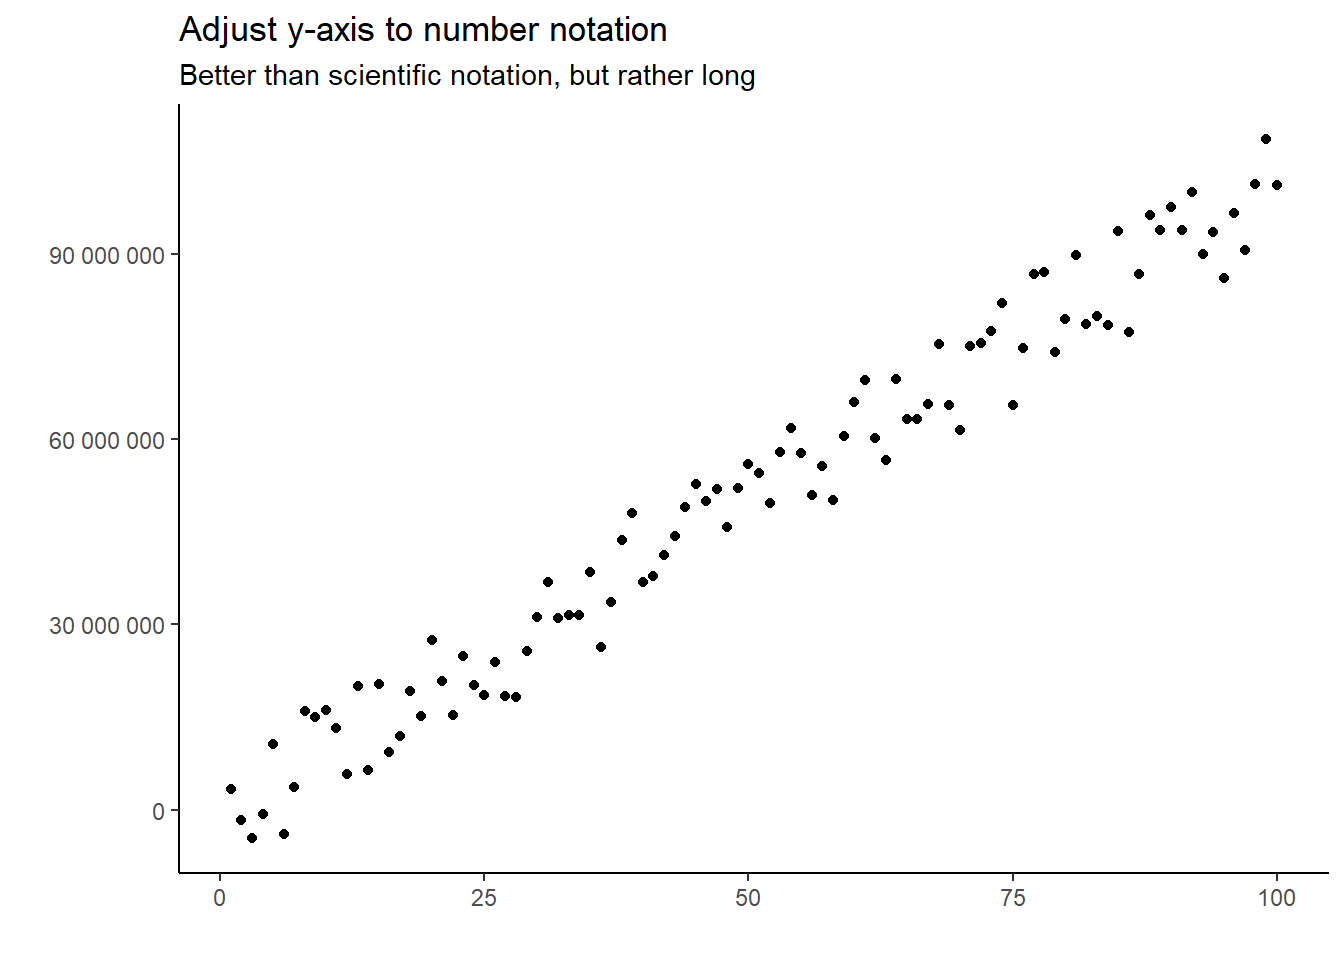 Adjust y-axis to number notation
Better than scientific notation, but rather long
90 000 000
60 000 000
30 000 000
0
0 25 50 75 100